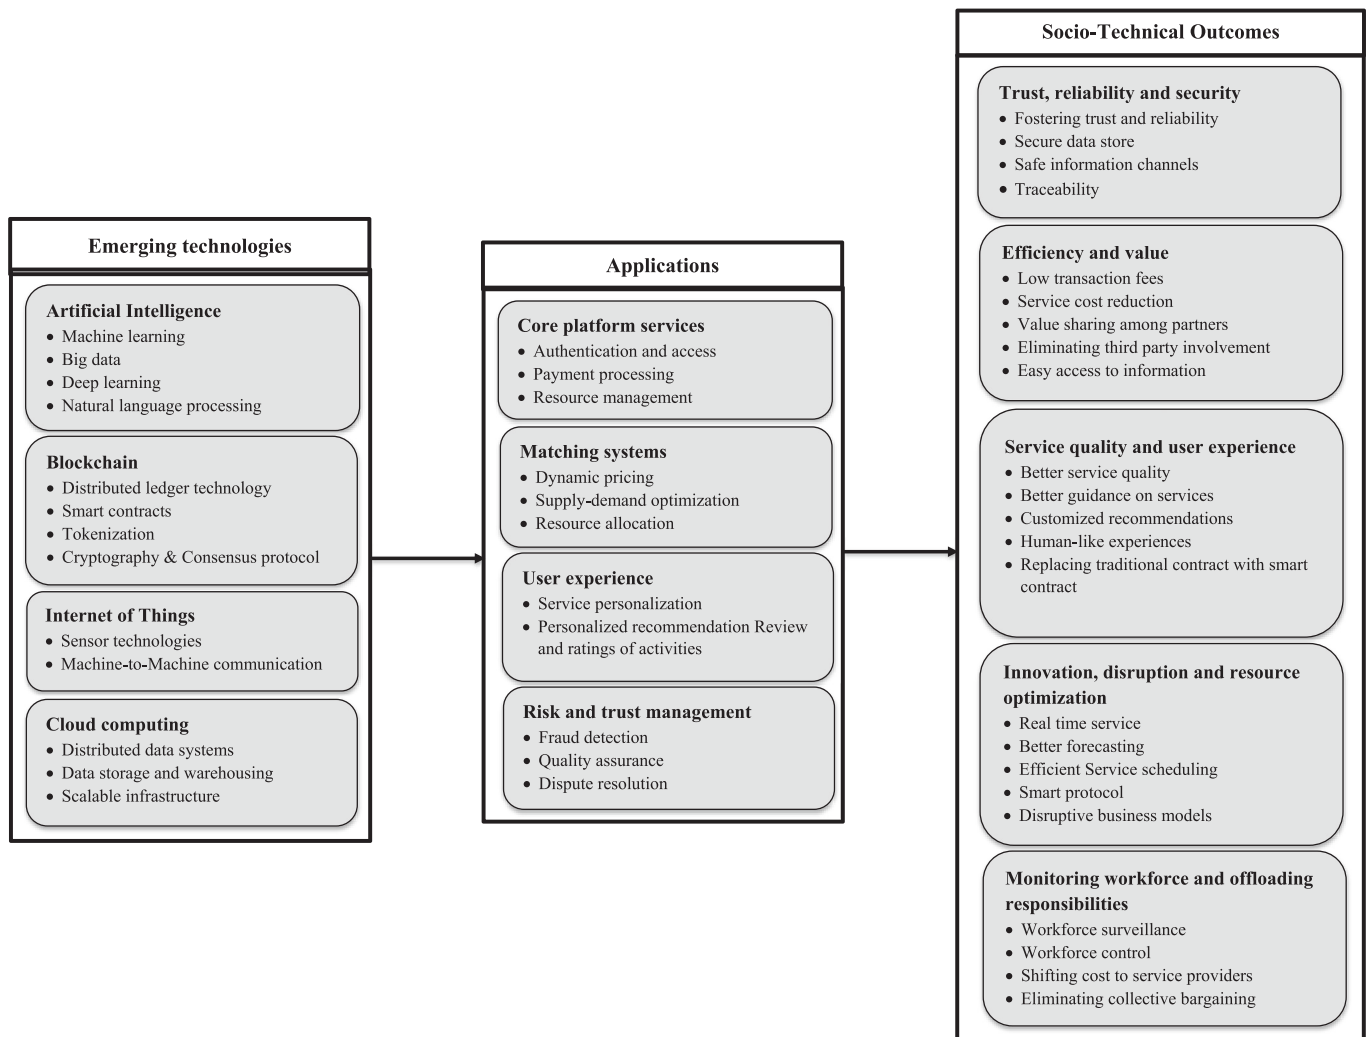 Emerging technologies
Artificial Intelligence
• Machine learning
• Big data
• Deep learning
• Natural language processing
Blockchain
• Distributed ledger technology
• Smart contracts
• Tokenization
• Cryptography & Consensus protocol
Internet of Things
• Sensor technologies
• Machine-to-Machine communication
Cloud computing
• Distributed data systems
• Data storage and warehousing
• Scalable infrastructure
Applications
Core platform services
• Authentication and access
• Payment processing
• Resource management
Matching systems
• Dynamic pricing
• Supply-demand optimization
• Resource allocation
User experience
• Service personalization
• Personalized recommendation Review
and ratings of activities
Risk and trust management
• Fraud detection
• Quality assurance
• Dispute resolution
Socio-Technical Outcomes
Trust, reliability and security
• Fostering trust and reliability
• Secure data store
• Safe information channels
• Traceability
Efficiency and value
• Low transaction fees
• Service cost reduction
• Value sharing among partners
• Eliminating third party involvement
• Easy access to information
Service quality and user experience
• Better service quality
• Better guidance on services
• Customized recommendations
• Human-like experiences
• Replacing traditional contract with smart
contract
Innovation, disruption and resource
optimization
• Real time service
• Better forecasting
• Efficient Service scheduling
• Smart protocol
• Disruptive business models
Monitoring workforce and offloading
responsibilities
• Workforce surveillance
• Workforce control
• Shifting cost to service providers
• Eliminating collective bargaining